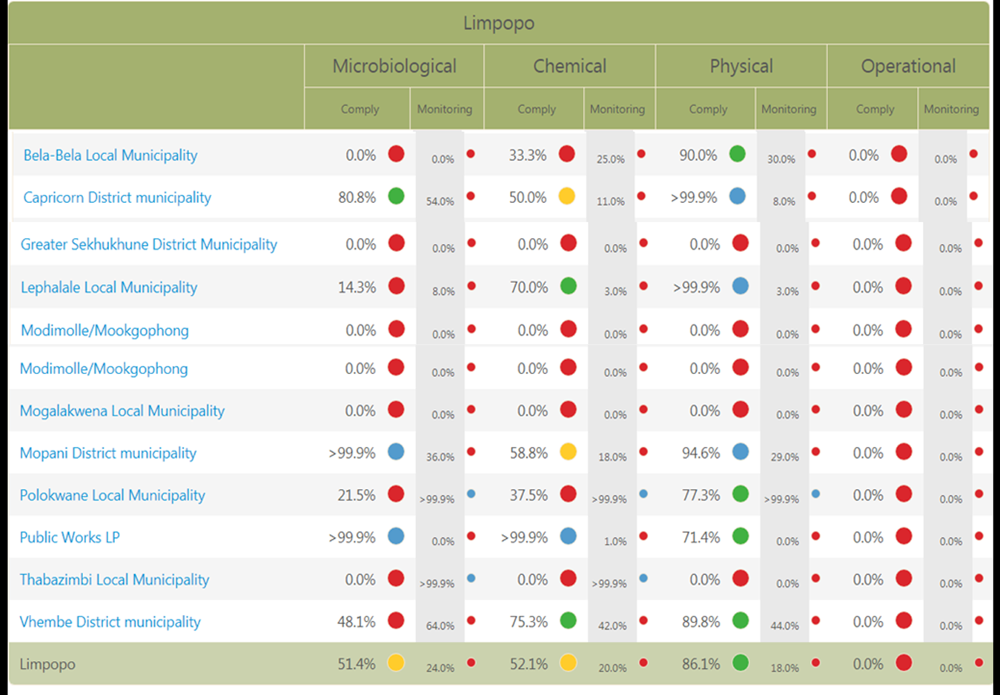 Limpopo
Microbiological Chemical Physical Operational
Comply Monitoring Comply Monitoring Comply Monitoring Comply Monitoring
Bela-Bela Local Municipality 0.0% 0.0% 33.3% 25.0% 90.0% 30.0% 0.0% 0.0%
Capricorn District municipality 80.8% 54.0% 50.0% 11.0% >99.9% 8.0% 0.0% 0.0%
Greater Sekhukhune District Municipality 0.0% 0.0% 0.0% 0.0% 0.0% 0.0% 0.0% 0.0%
Lephalale Local Municipality 14.3% 8.0% 70.0% 3.0% >99.9% 3.0% 0.0% 0.0%
Modimolle/Mookgophong 0.0% 0.0% 0.0% 0.0% 0.0% 0.0% 0.0% 0.0%
Modimolle/Mookgophong 0.0% 0.0% 0.0% 0.0% 0.0% 0.0% 0.0% 0.0%
Mogalakwena Local Municipality 0.0% 0.0% 0.0% 0.0% 0.0% 0.0% 0.0% 0.0%
Mopani District municipality >99.9% 36.0% 58.8% 18.0% 94.6% 29.0% 0.0% 0.0%
Polokwane Local Municipality 21.5% >99.9% 37.5% >99.9% 77.3% >99.9% 0.0% 0.0%
Public Works LP >99.9% 0.0% >99.9% 1.0% 71.4% 0.0% 0.0% 0.0%
Thabazimbi Local Municipality 0.0% >99.9% 0.0% >99.9% 0.0% 0.0% 0.0% 0.0%
Vhembe District municipality 48.1% 64.0% 75.3% 42.0% 89.8% 44.0% 0.0% 0.0%
Limpopo 51.4% 24.0% 52.1% 20.0% 86.1% 18.0% 0.0% 0.0%